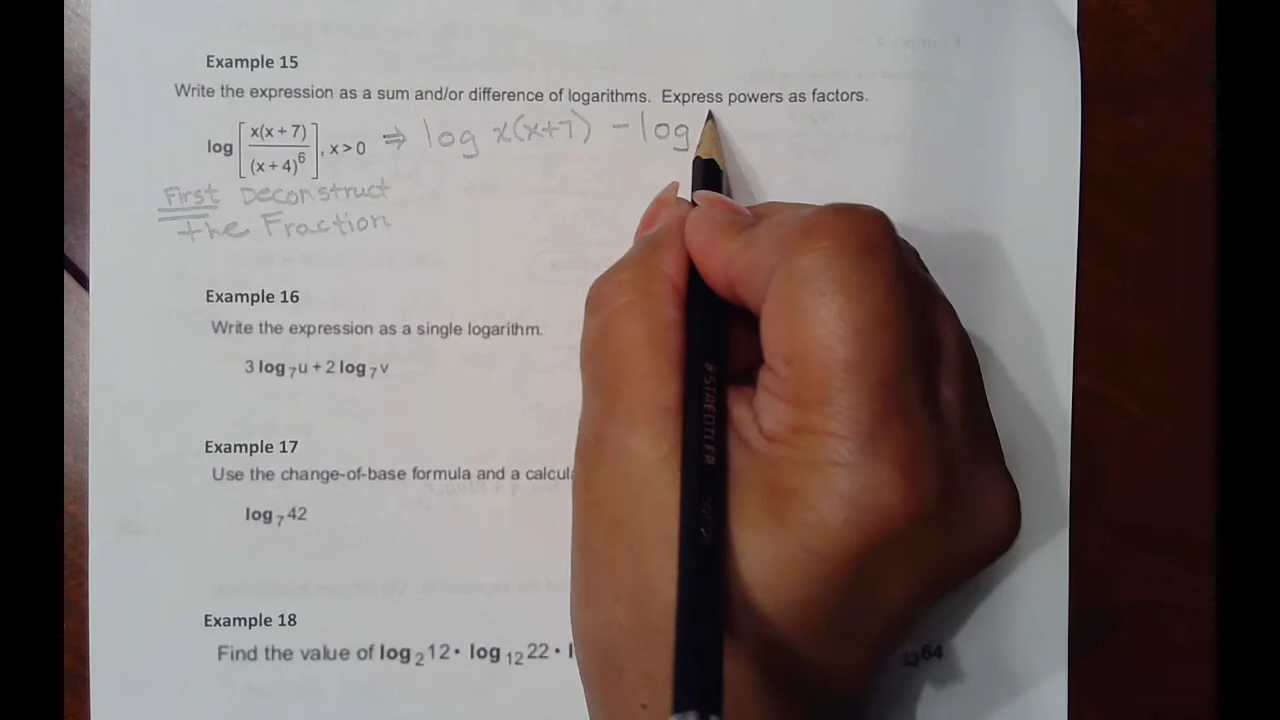 Example 15
Write the expression as a sum and/or difference of logarithms. Express powers as factors.
log [x(x + 7) / (x + 4)⁶], x > 0 ⇒ log x(x+7) - log
First Deconstruct
the Fraction
Example 16
Write the expression as a single logarithm.
3 log₇u + 2 log₇v
Example 17
Use the change-of-base formula and a
log₇42
Example 18
Find the value of log₂12 • log₁₂22 •
STAEDTLER